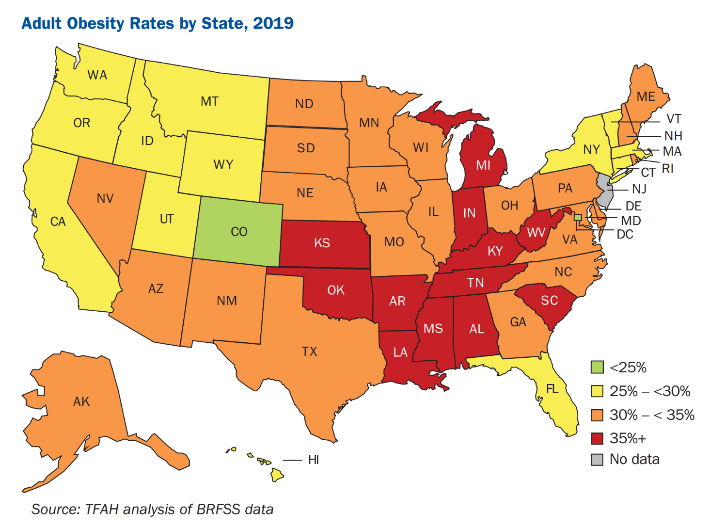 Adult Obesity Rates by State, 2019
WA
MT
ND
MN
ME
OR
ID
SD
WI
MI
VT
NH
NY
MA
WY
RI
CT
NE
IA
PA
NJ
NV
UT
CO
IL
IN
OH
DE
MD
CA
KS
MO
WV
DC
VA
KY
NC
AZ
NM
OK
AR
TN
SC
TX
LA
MS
AL
GA
FL
AK
HI
<25%
25% – <30%
30% – < 35%
35%+
No data
Source: TFAH analysis of BRFSS data